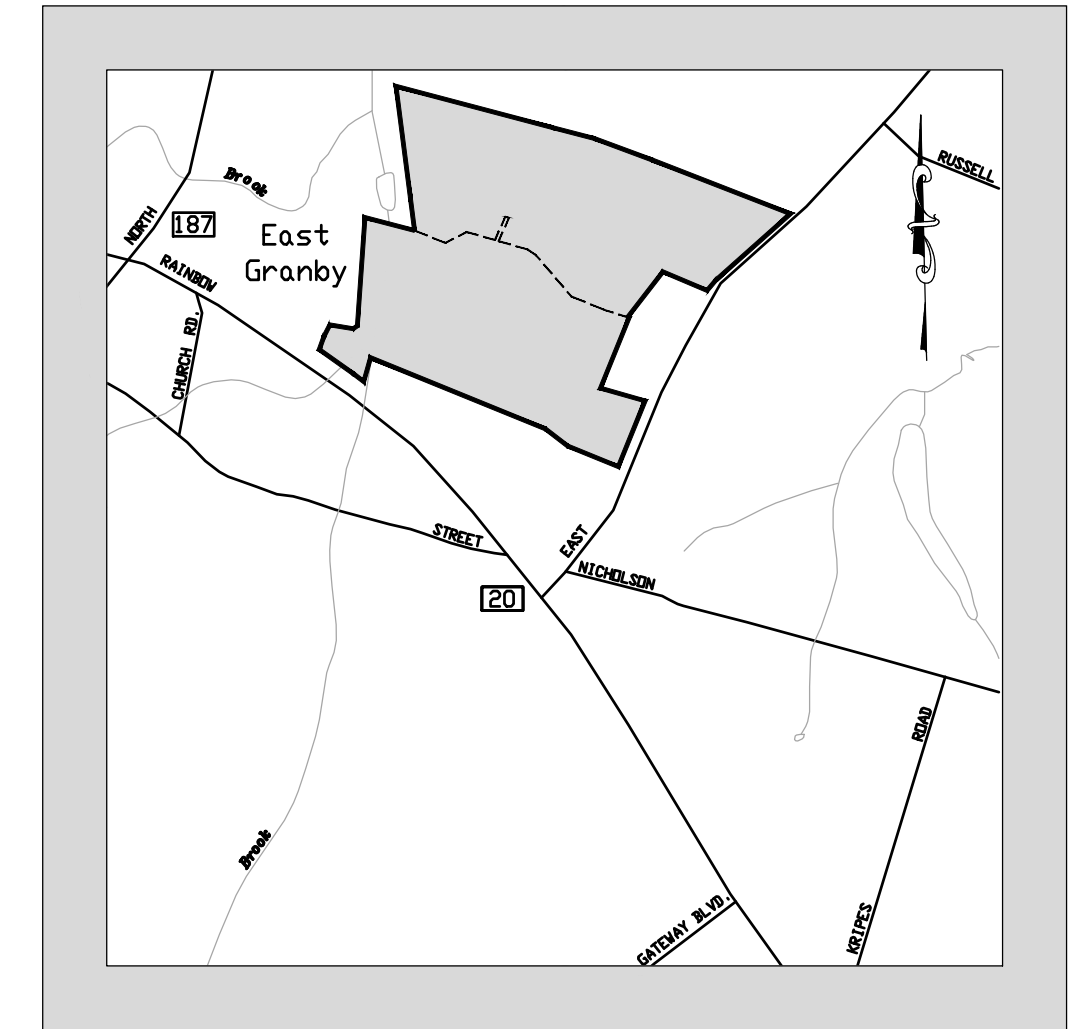 RUSSELL
Brook
NORTH
187
East
Granby
RAINBOW
CHURCH RD.
STREET
EAST
NICHOLSON
20
ROAD
Brook
KRIPES
GATEWAY BLVD.